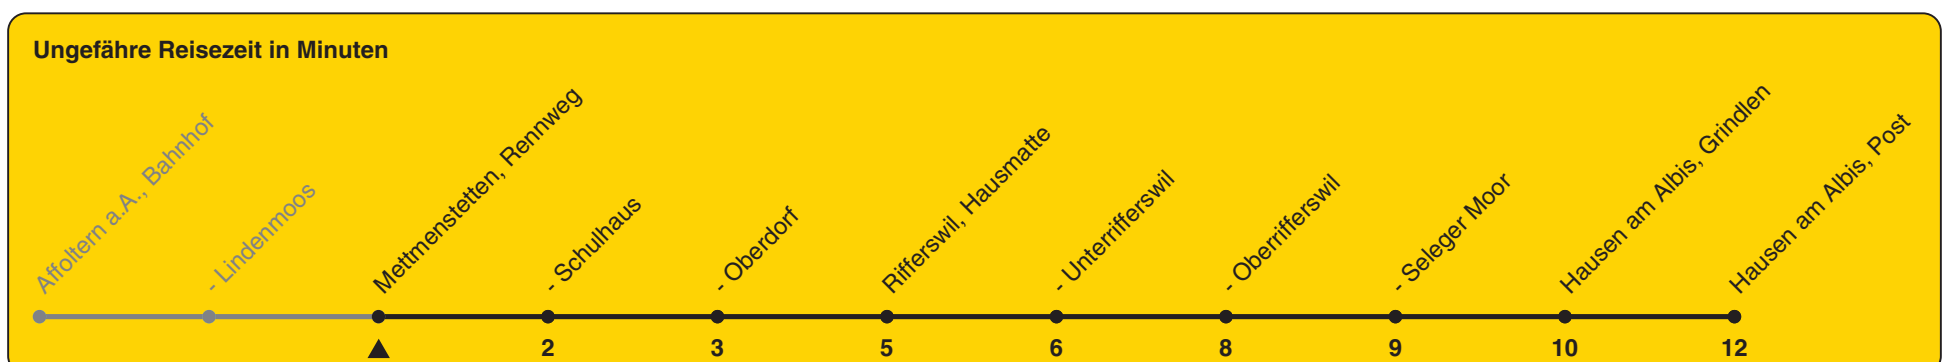 Ungefähre Reisezeit in Minuten
Affoltern a.A., Bahnhof
- Lindenmoos
Mettmenstetten, Rennweg
- Schulhaus
- Oberdorf
Rifferswil, Hausmatte
- Unterrifferswil
- Oberrifferswil
- Seleger Moor
Hausen am Albis, Grindlen
Hausen am Albis, Post
2 3 5 6 8 9 10 12